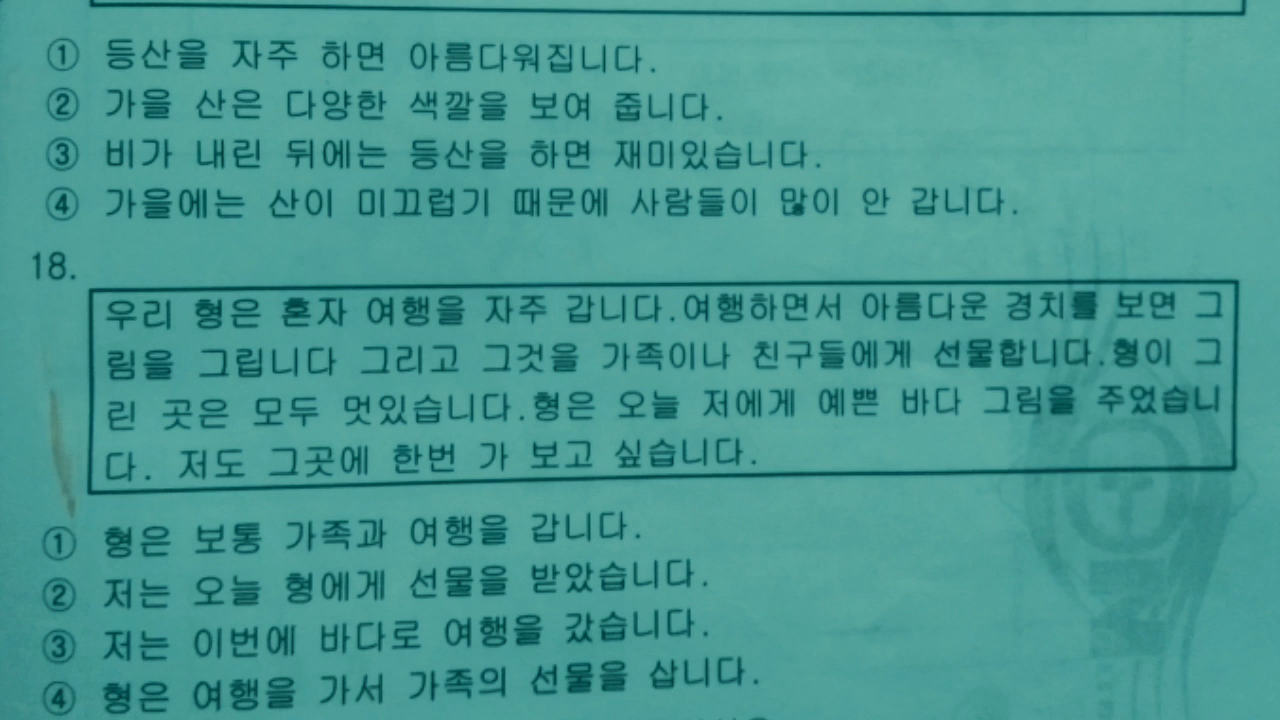 ① 등산을 자주 하면 아름다워집니다.
② 가을 산은 다양한 색깔을 보여 줍니다.
③ 비가 내린 뒤에는 등산을 하면 재미있습니다.
④ 가을에는 산이 미끄럽기 때문에 사람들이 많이 안 갑니다.
18.
우리 형은 혼자 여행을 자주 갑니다.여행하면서 아름다운 경치를 보면 그
림을 그립니다 그리고 그것을 가족이나 친구들에게 선물합니다.형이 그
린 곳은 모두 멋있습니다.형은 오늘 저에게 예쁜 바다 그림을 주었습니
다. 저도 그곳에 한번 가 보고 싶습니다.
① 형은 보통 가족과 여행을 갑니다.
② 저는 오늘 형에게 선물을 받았습니다.
③ 저는 이번에 바다로 여행을 갔습니다.
④ 형은 여행을 가서 가족의 선물을 삽니다.